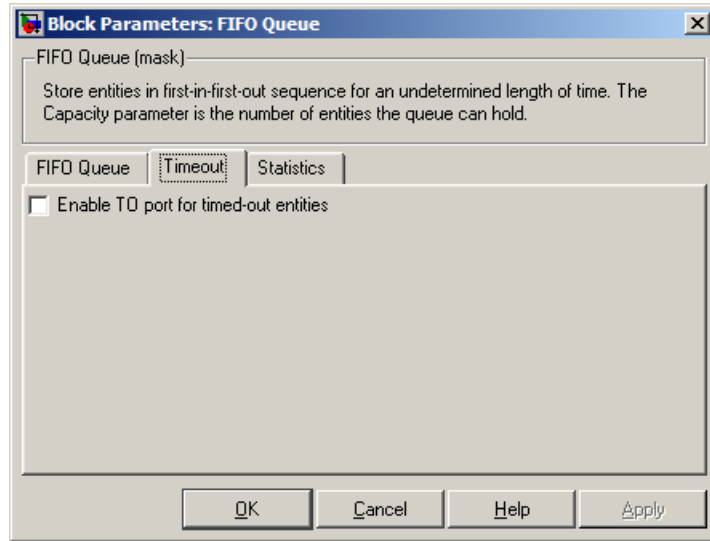 Block Parameters: FIFO Queue
FIFO Queue (mask)
Store entities in first-in-first-out sequence for an undetermined length of time. The
Capacity parameter is the number of entities the queue can hold.
FIFO Queue Timeout Statistics
Enable TO port for timed-out entities
OK Cancel Help Apply